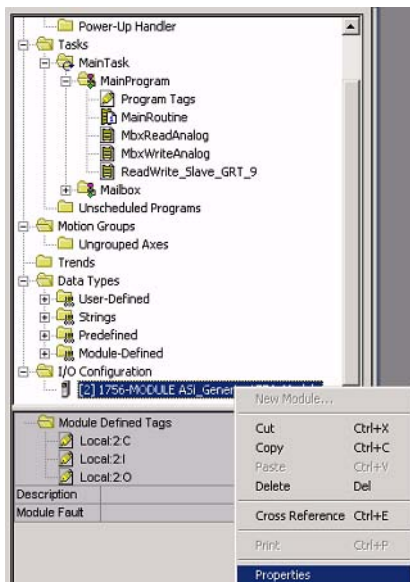 Power-Up Handler
Tasks
MainTask
MainProgram
Program Tags
MainRoutine
MbxReadAnalog
MbxWriteAnalog
ReadWrite_Slave_GRT_9
Mailbox
Unscheduled Programs
Motion Groups
Ungrouped Axes
Trends
Data Types
User-Defined
Strings
Predefined
Module-Defined
I/O Configuration
[2] 1756-MODULE ASi_Gener
New Module...
Cut Ctrl+X
Copy Ctrl+C
Paste Ctrl+V
Delete Del
Cross Reference Ctrl+E
Print Ctrl+P
Properties
Module Defined Tags
Local:2:C
Local:2:I
Local:2:O
Description
Module Fault